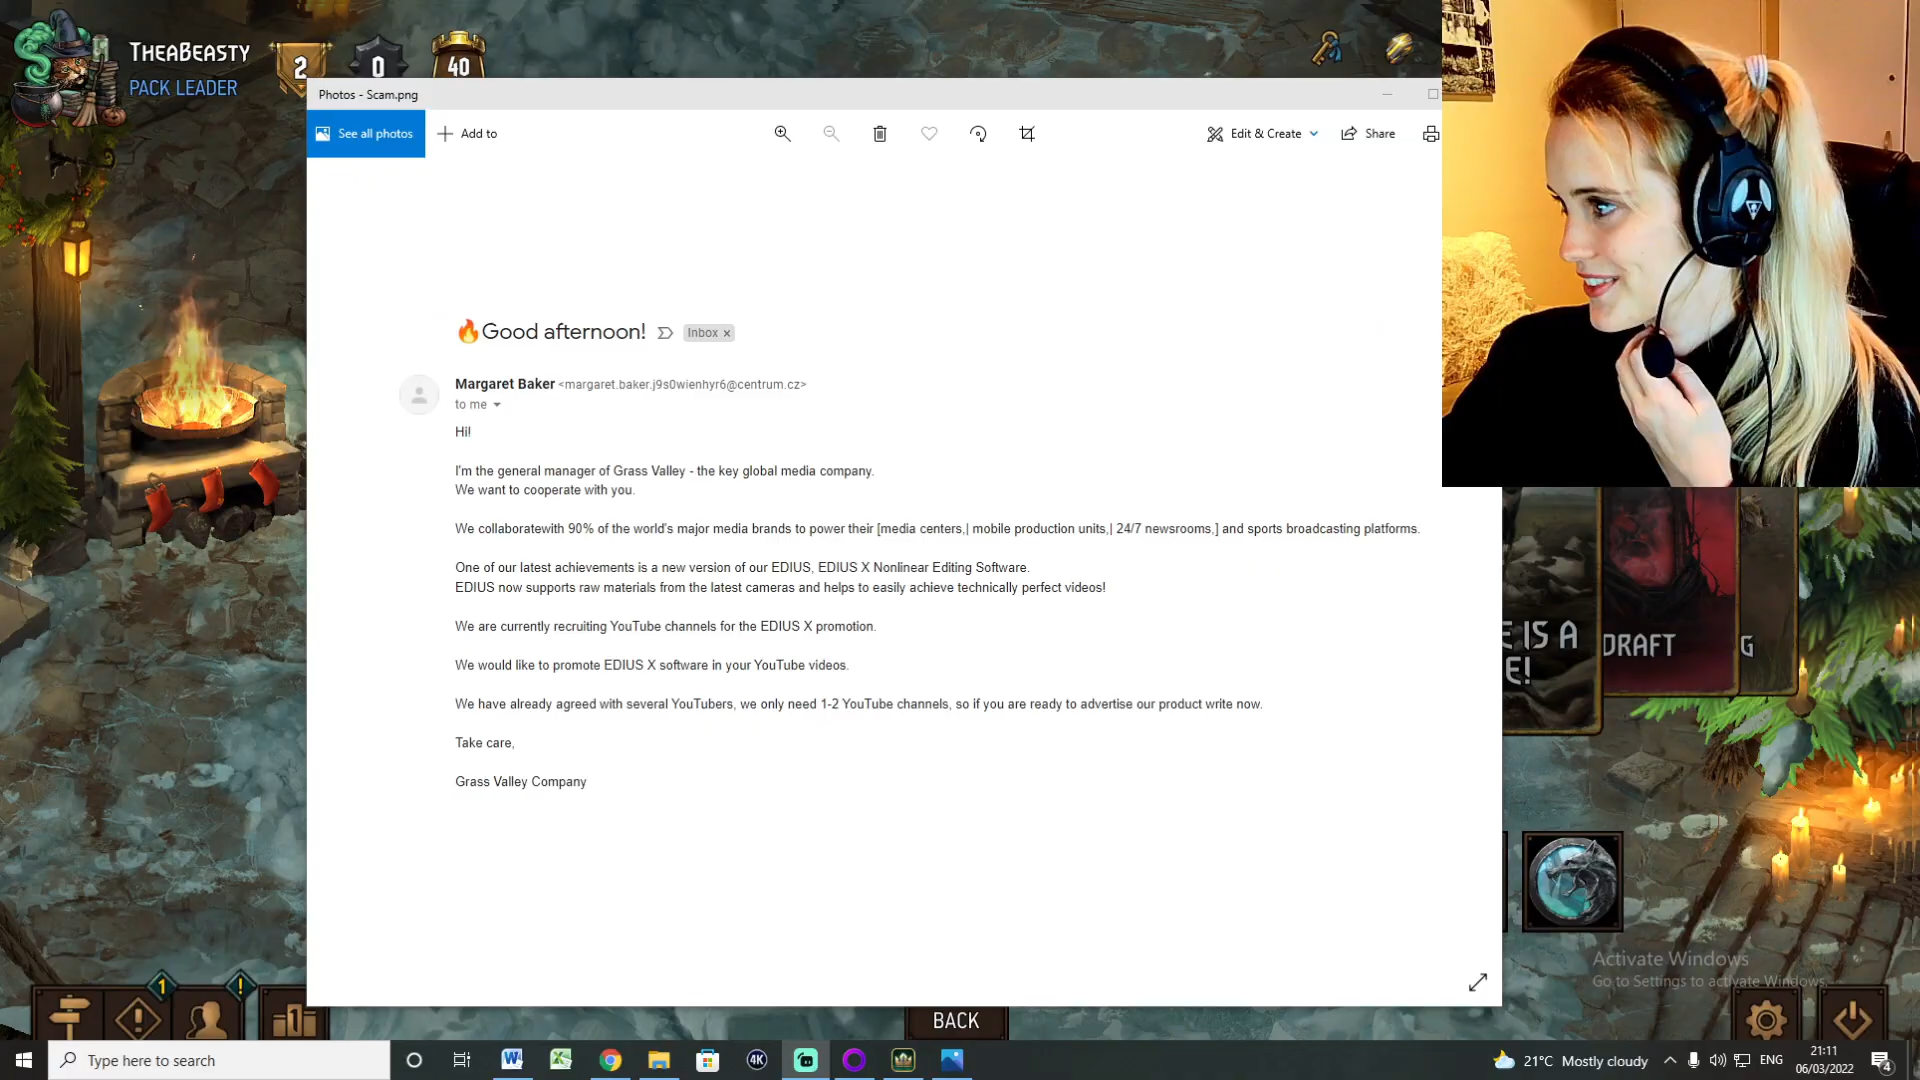 TheaBeasty
PACK LEADER
2
0
40
Photos - Scam.png
See all photos
Add to
Edit & Create
Share
🔥Good afternoon!
Inbox x
Margaret Baker <margaret.baker.j9s0wienhyr6@centrum.cz>
to me
Hi!
I'm the general manager of Grass Valley - the key global media company.
We want to cooperate with you.
We collaboratewith 90% of the world's major media brands to power their [media centers,| mobile production units,| 24/7 newsrooms,] and sports broadcasting platforms.
One of our latest achievements is a new version of our EDIUS, EDIUS X Nonlinear Editing Software.
EDIUS now supports raw materials from the latest cameras and helps to easily achieve technically perfect videos!
We are currently recruiting YouTube channels for the EDIUS X promotion.
We would like to promote EDIUS X software in your YouTube videos.
We have already agreed with several YouTubers, we only need 1-2 YouTube channels, so if you are ready to advertise our product write now.
Take care,
Grass Valley Company
IS A
DRAFT
G
E!
Activate Windows
Go to Settings to activate Windows.
1
!
1
BACK
Type here to search
4K
21°C Mostly cloudy
ENG
21:11
06/03/2022
4